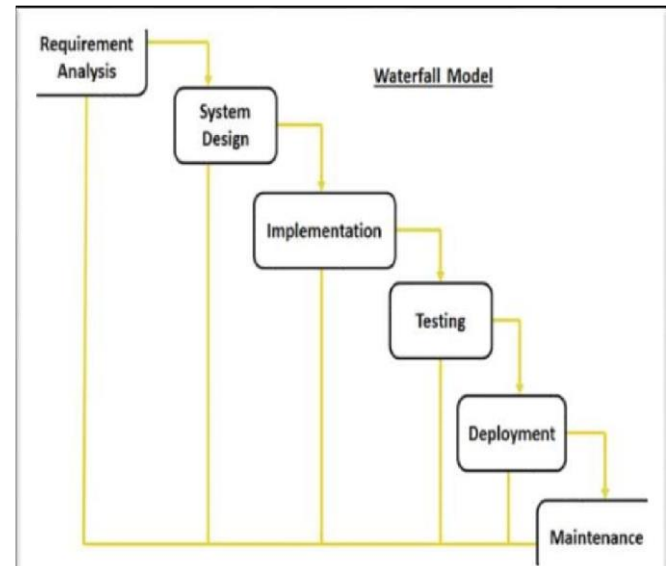 Requirement
Analysis
Waterfall Model
System
Design
Implementation
Testing
Deployment
Maintenance